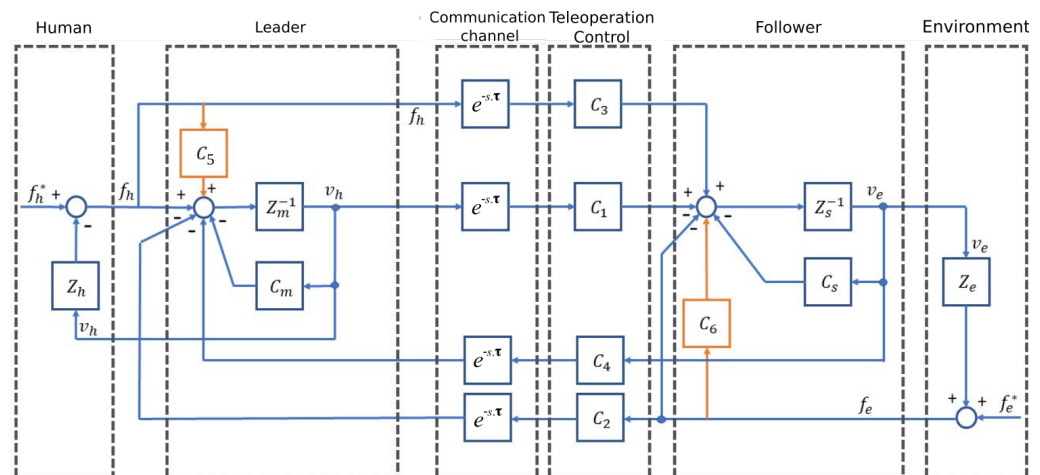 Human
Leader
Communication
channel
Teleoperation
Control
Follower
Environment
e^{-s.τ}
C_3
f_h
C_5
f_h^* +
f_h
+
+
Z_m^{-1}
v_h
e^{-s.τ}
C_1
+
+
Z_s^{-1}
v_e
-
-
-
-
-
-
-
v_e
Z_h
C_m
C_s
Z_e
v_h
C_6
e^{-s.τ}
C_4
e^{-s.τ}
C_2
f_e
+
+
f_e^*